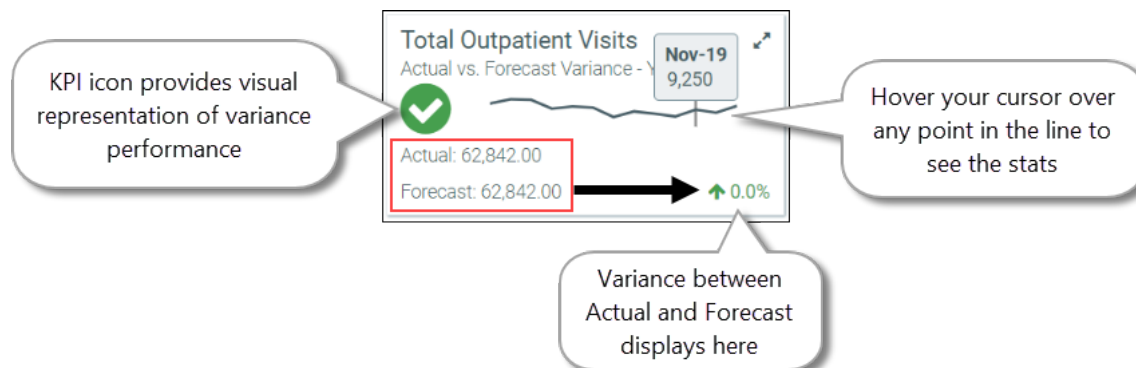 Total Outpatient Visits
Actual vs. Forecast Variance -
Nov-19
9,250
KPI icon provides visual
representation of variance
performance
Hover your cursor over
any point in the line to
see the stats
Actual: 62,842.00
Forecast: 62,842.00
0.0%
Variance between
Actual and Forecast
displays here